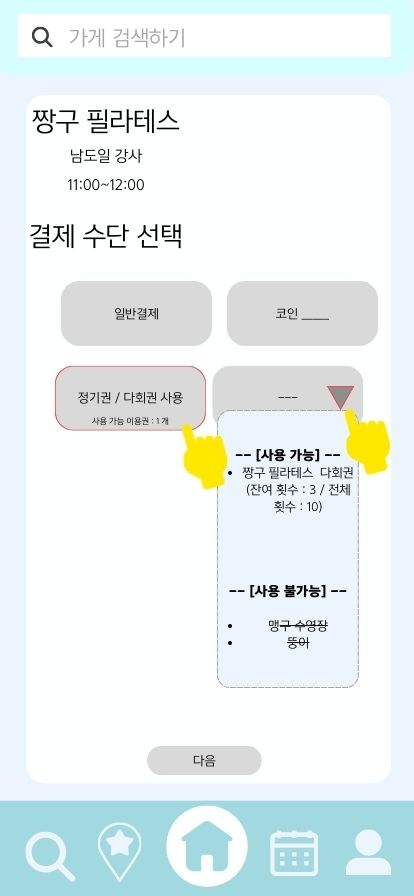 가게 검색하기
짱구 필라테스
남도일 강사
11:00~12:00
결제 수단 선택
일반결제
코인 ____
정기권 / 다회권 사용
사용 가능 이용권 : 1 개
---
-- [사용 가능] --
• 짱구 필라테스 다회권
(잔여 횟수 : 3 / 전체
횟수 : 10)
-- [사용 불가능] --
• 맹구 수영장
• 뚱아
다음